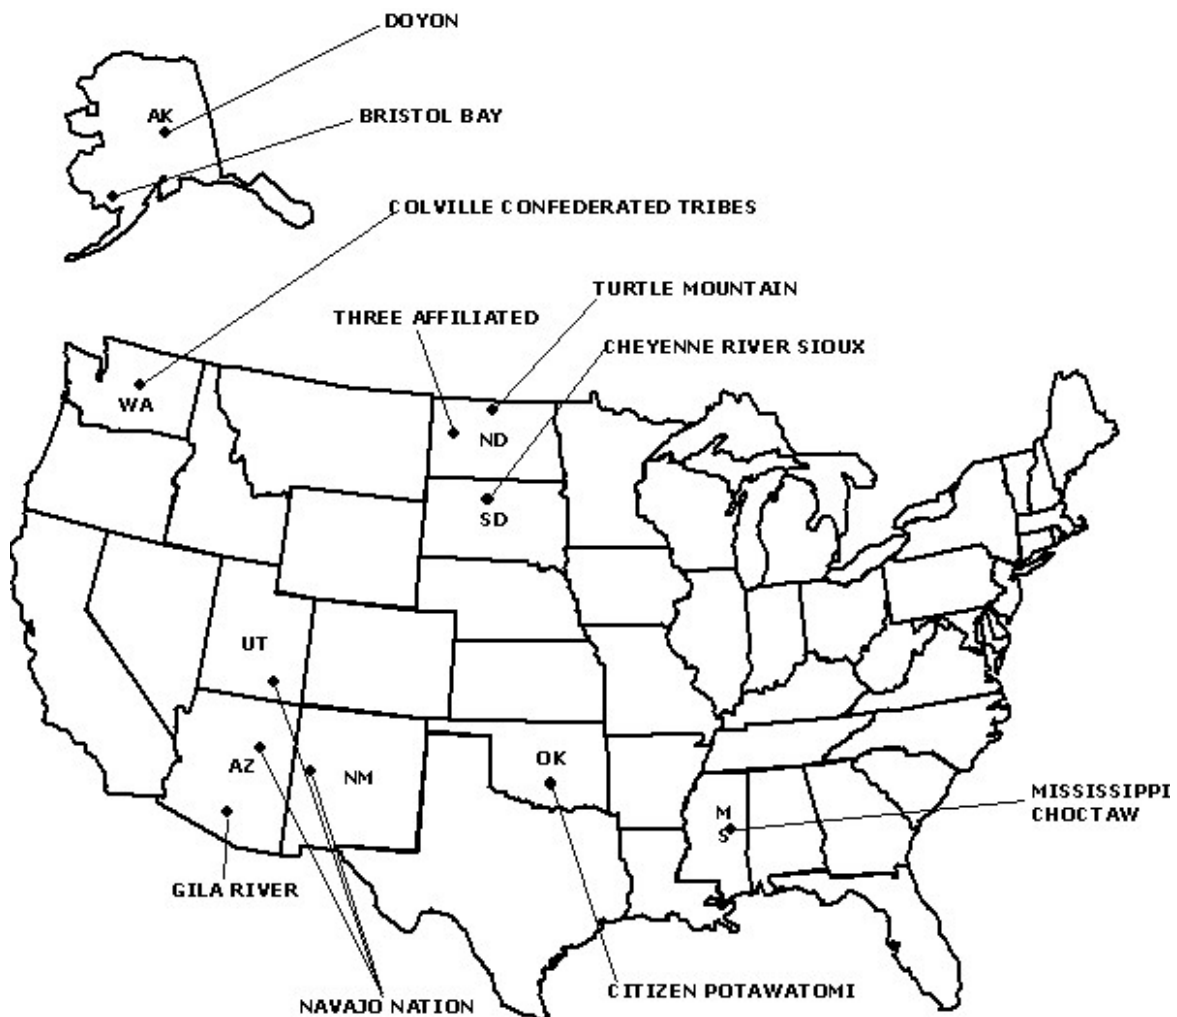 DOYON
AK
BRISTOL BAY
COLVILLE CONFEDERATED TRIBES
TURTLE MOUNTAIN
THREE AFFILIATED
CHEYENNE RIVER SIOUX
WA
ND
SD
UT
AZ
NM
OK
M
S
MISSISSIPPI
CHOCTAW
GILA RIVER
NAVAJO NATION
CITIZEN POTAWATOMI